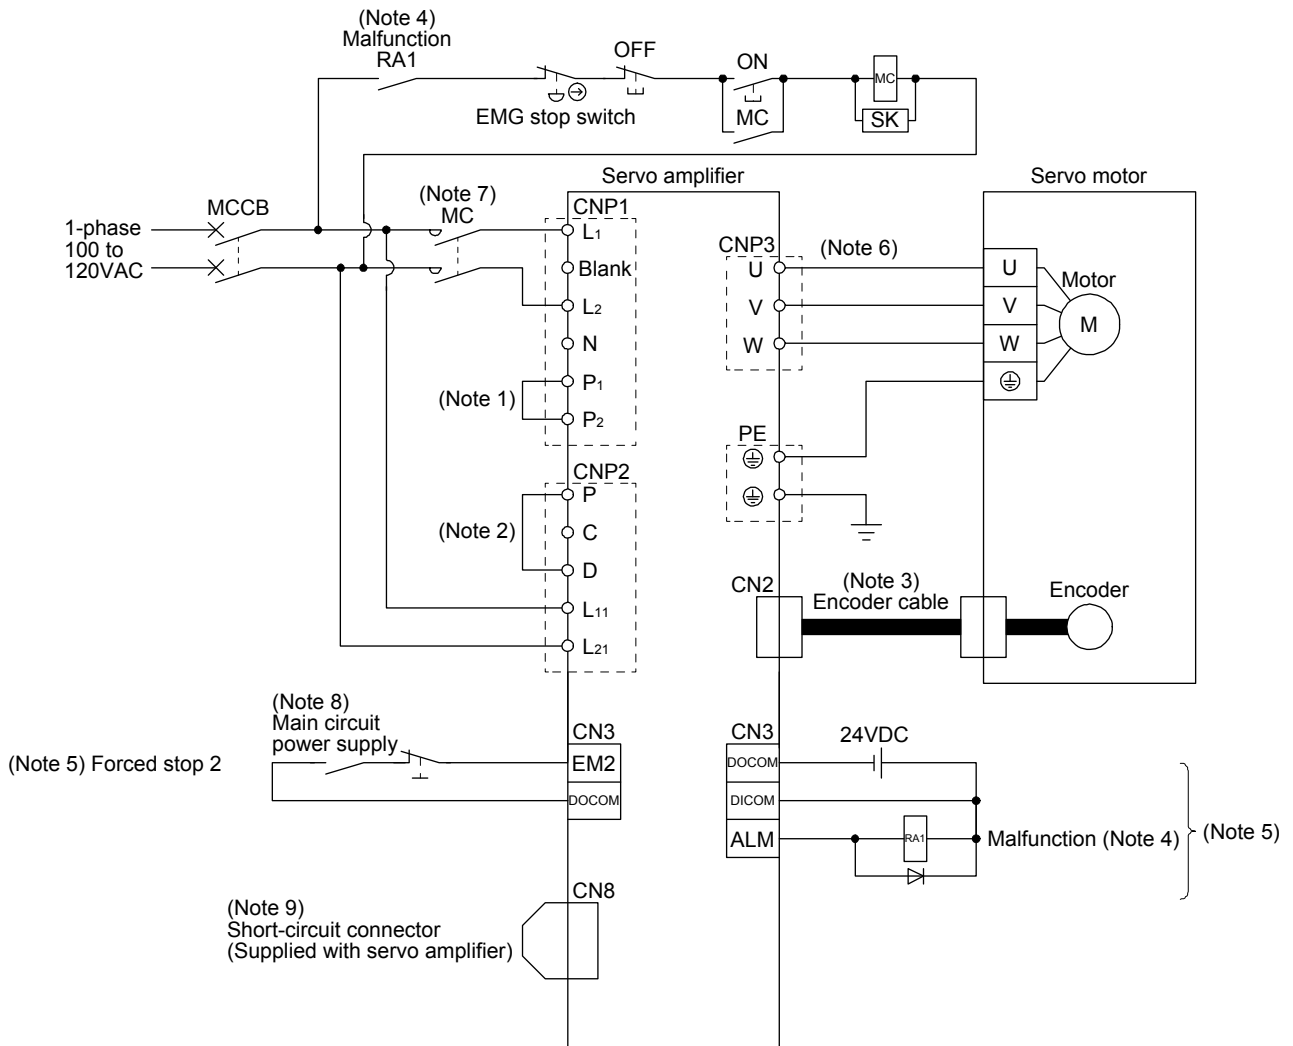 (Note 4)
Malfunction
RA1
OFF
ON
MC
EMG stop switch
MC
SK
Servo amplifier
Servo motor
(Note 7)
MC
MCCB
1-phase
100 to
120VAC
CNP1
L1
Blank
L2
N
P1
P2
(Note 1)
CNP3
U
V
W
(Note 6)
U
V
W
Motor
M
PE
CNP2
P
C
D
L11
L21
(Note 2)
CN2
(Note 3)
Encoder cable
Encoder
(Note 8)
Main circuit
power supply
(Note 5) Forced stop 2
CN3
EM2
DOCOM
CN3
DOCOM
DICOM
ALM
24VDC
RA1
Malfunction (Note 4)
(Note 5)
CN8
(Note 9)
Short-circuit connector
(Supplied with servo amplifier)